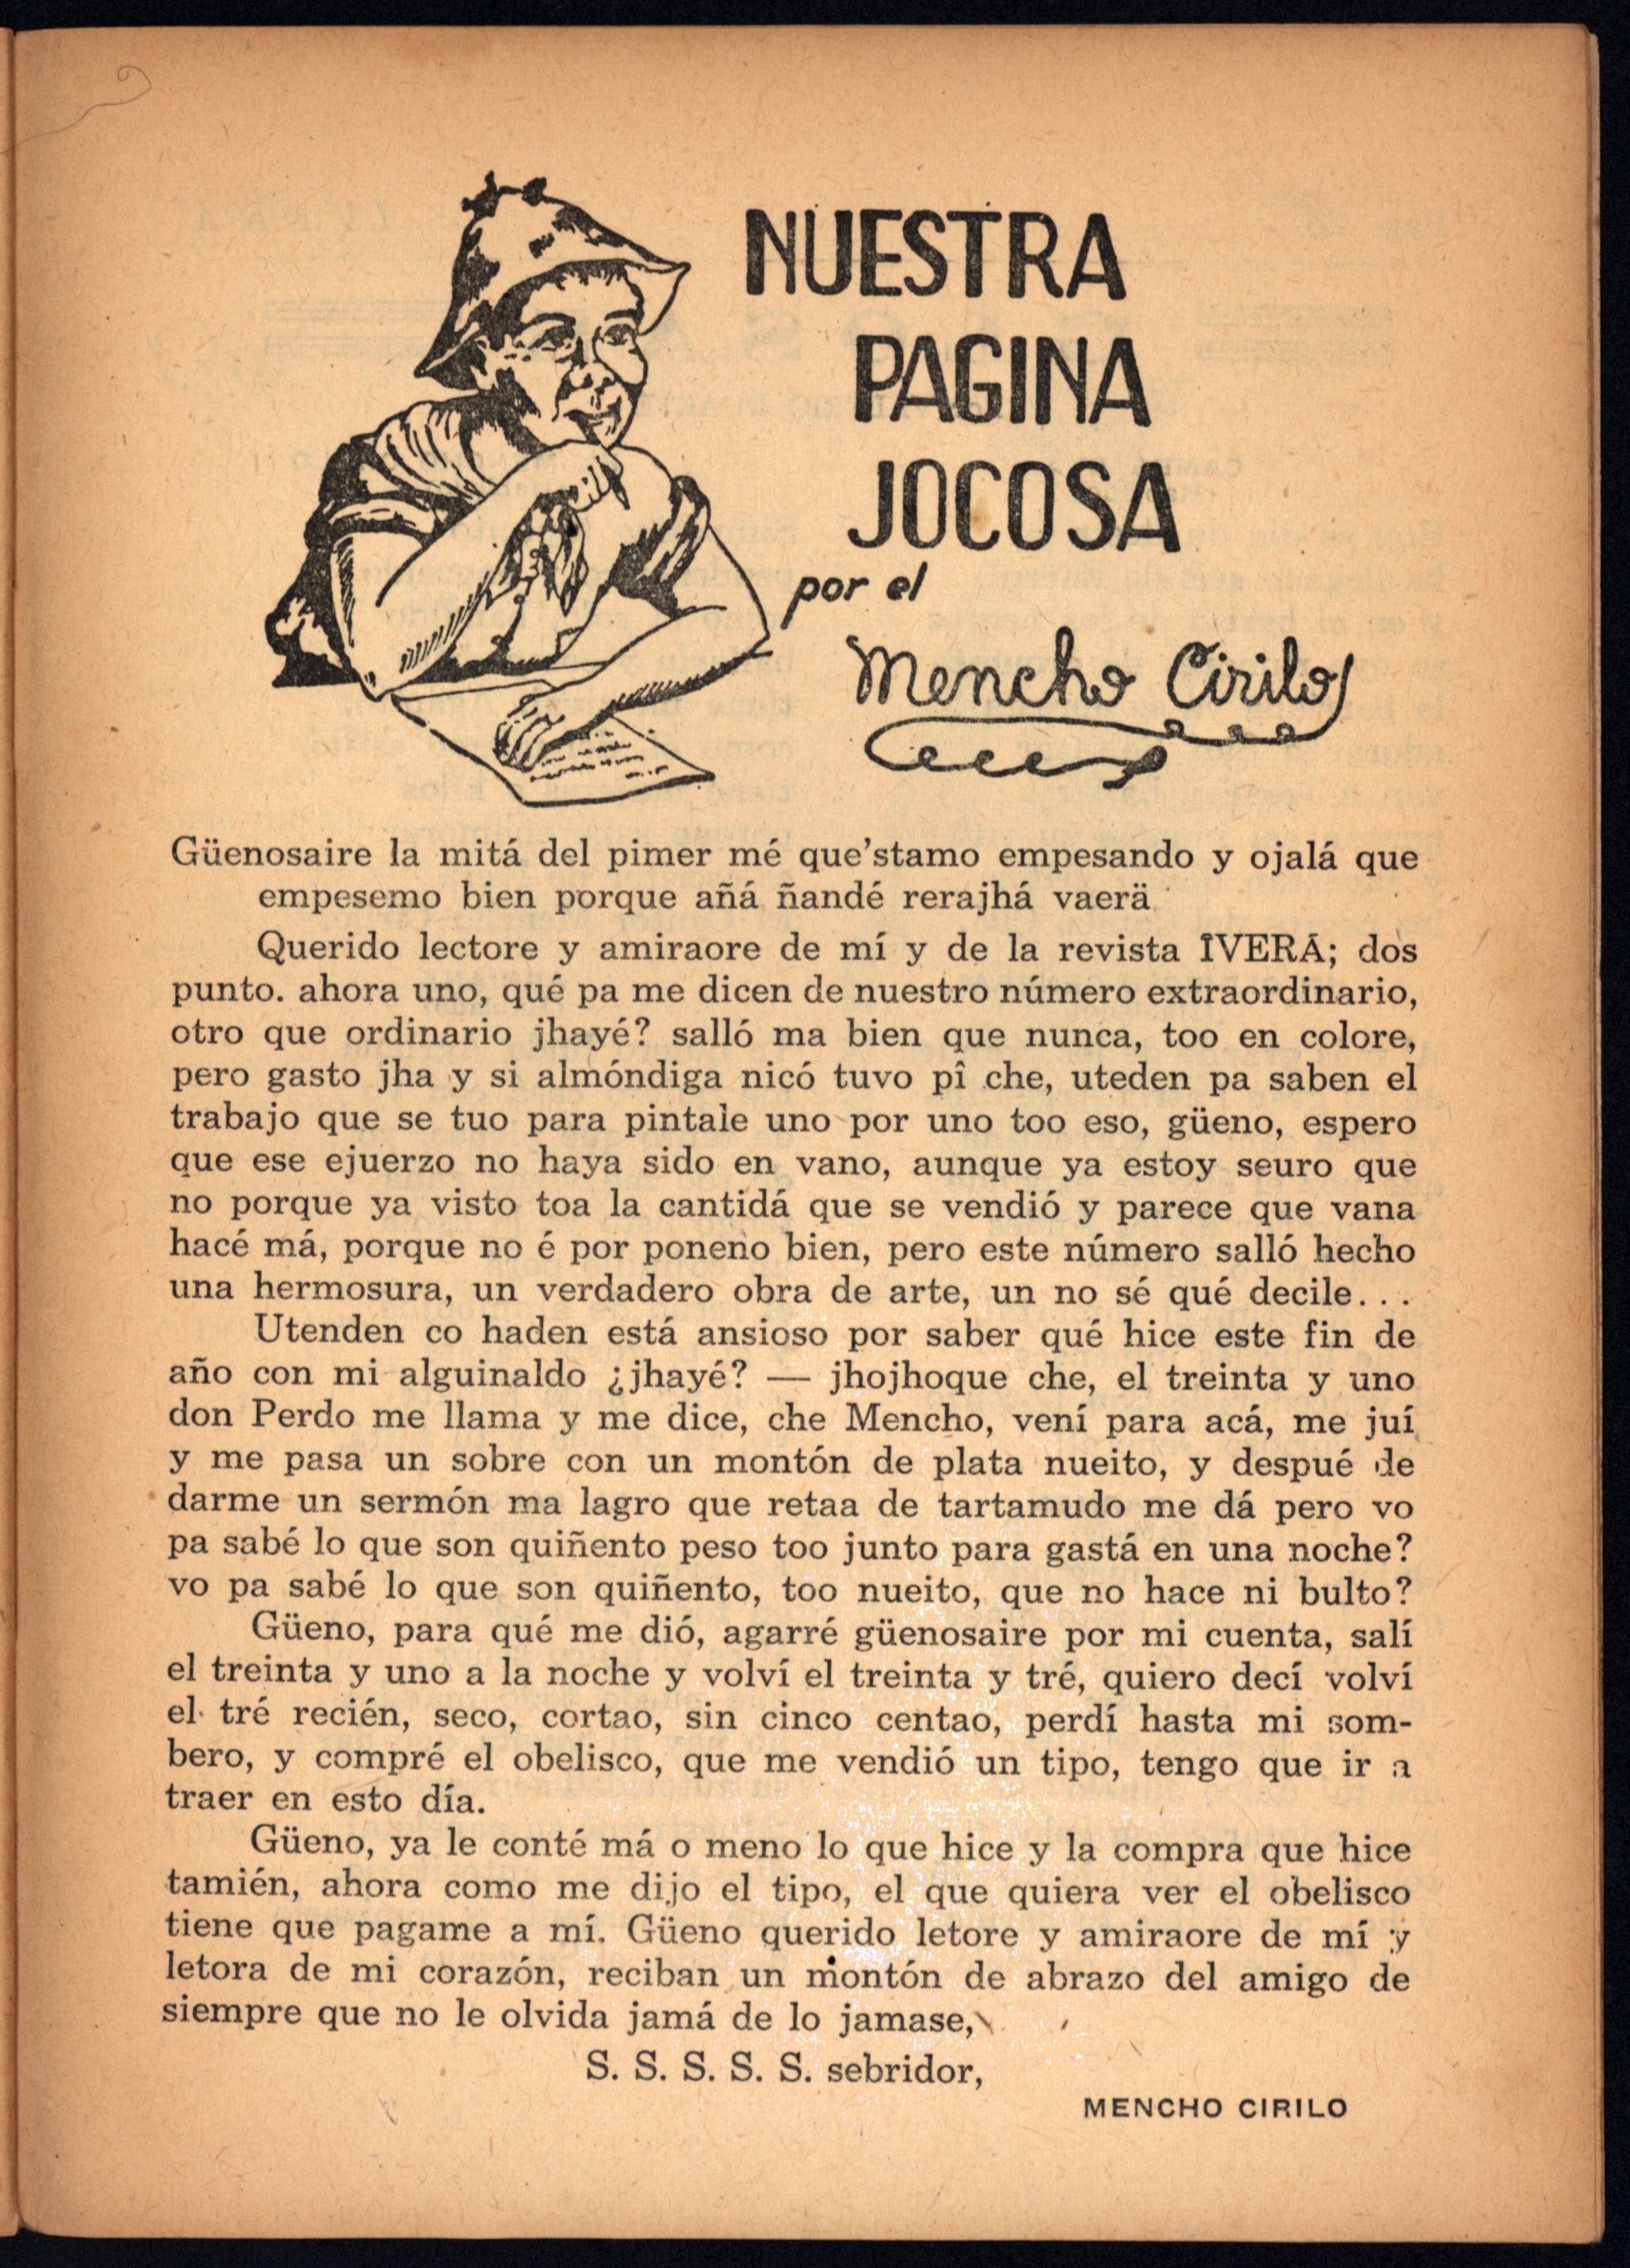 NUESTRA
PAGINA
JOCOSA
por el
Mencho Cirilo
Güenosaire la mitá del pimer mé que'stamo empesando y ojalá que
empesemo bien porque añá ñandé rerajhá vaerä
Querido lectore y amiraore de mí y de la revista ÎVERÁ; dos
punto. ahora uno, qué pa me dicen de nuestro número extraordinario,
otro que ordinario jhayé? salló ma bien que nunca, too en colore,
pero gasto jha y si almóndiga nicó tuvo pî che, uteden pa saben el
trabajo que se tuo para pintale uno por uno too eso, güeno, espero
que ese ejuerzo no haya sido en vano, aunque ya estoy seuro que
no porque ya visto toa la cantidá que se vendió y parece que vana
hacé má, porque no é por poneno bien, pero este número salló hecho
una hermosura, un verdadero obra de arte, un no sé qué decile...
Utenden co haden está ansioso por saber qué hice este fin de
año con mi alguinaldo ¿jhayé? — jhojhoque che, el treinta y uno
don Perdo me llama y me dice, che Mencho, vení para acá, me juí
y me pasa un sobre con un montón de plata nueito, y despué de
darme un sermón ma lagro que retaa de tartamudo me dá pero vo
pa sabé lo que son quiñento peso too junto para gastá en una noche?
vo pa sabé lo que son quiñento, too nueito, que no hace ni bulto?
Güeno, para qué me dió, agarré güenosaire por mi cuenta, salí
el treinta y uno a la noche y volví el treinta y tré, quiero decí volví
el tré recién, seco, cortao, sin cinco centao, perdí hasta mi som-
bero, y compré el obelisco, que me vendió un tipo, tengo que ir a
traer en esto día.
Güeno, ya le conté má o meno lo que hice y la compra que hice
tamién, ahora como me dijo el tipo, el que quiera ver el obelisco
tiene que pagame a mí. Güeno querido letore y amiraore de mí y
letora de mi corazón, reciban un montón de abrazo del amigo de
siempre que no le olvida jamá de lo jamase,
S. S. S. S. S. sebridor,
MENCHO CIRILO